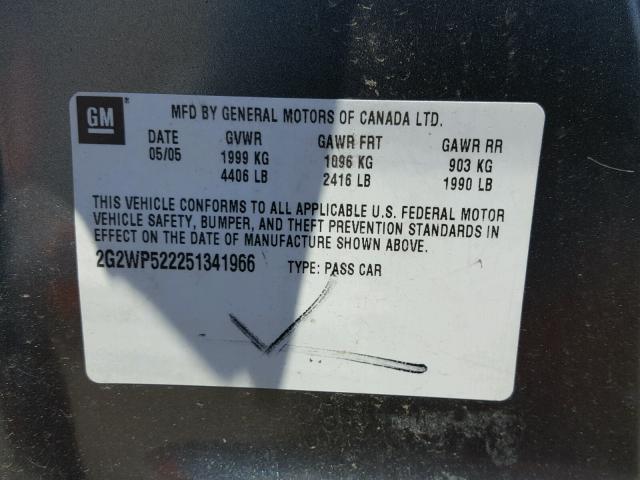 GM
MFD BY GENERAL MOTORS OF CANADA LTD.
DATE GVWR GAWR FRT GAWR RR
05/05 1999 KG 1096 KG 903 KG
4406 LB 2416 LB 1990 LB
THIS VEHICLE CONFORMS TO ALL APPLICABLE U.S. FEDERAL MOTOR
VEHICLE SAFETY, BUMPER, AND THEFT PREVENTION STANDARDS IN
EFFECT ON THE DATE OF MANUFACTURE SHOWN ABOVE.
2G2WP522251341966 TYPE: PASS CAR